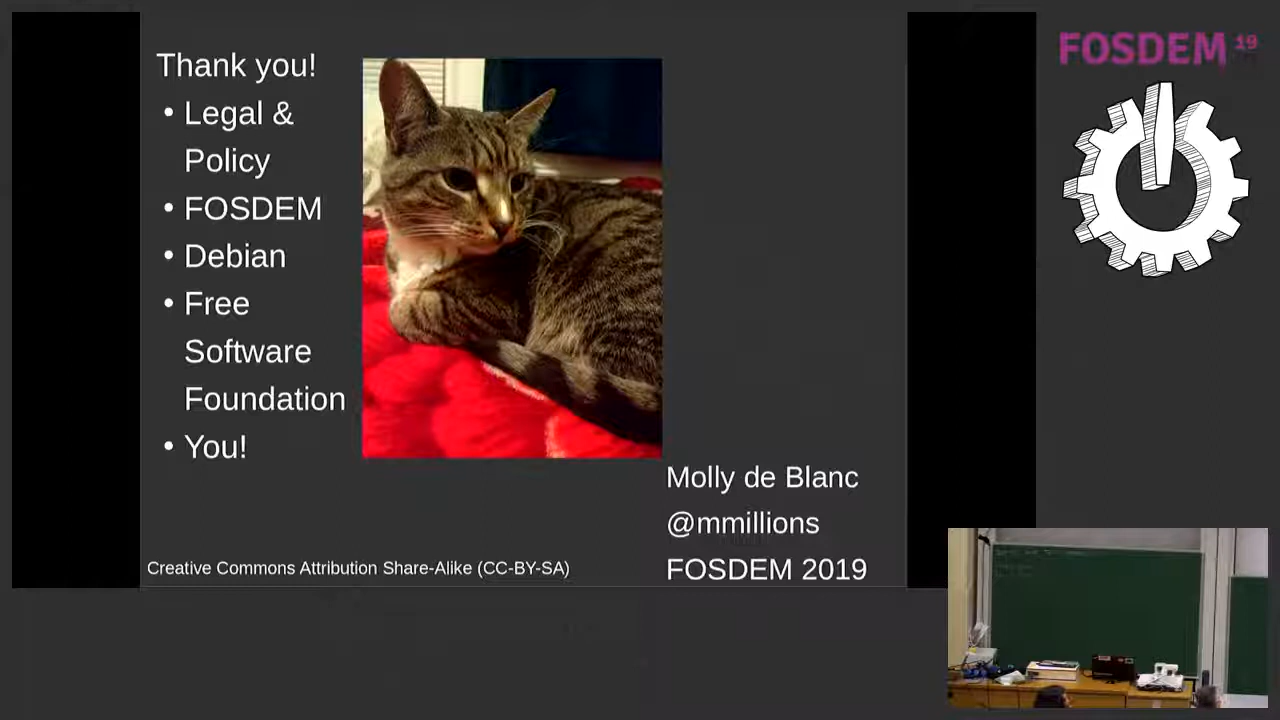 Thank you!
• Legal &
Policy
• FOSDEM
• Debian
• Free
Software
Foundation
• You!
Molly de Blanc
@mmillions
FOSDEM 2019
Creative Commons Attribution Share-Alike (CC-BY-SA)
FOSDEM 19